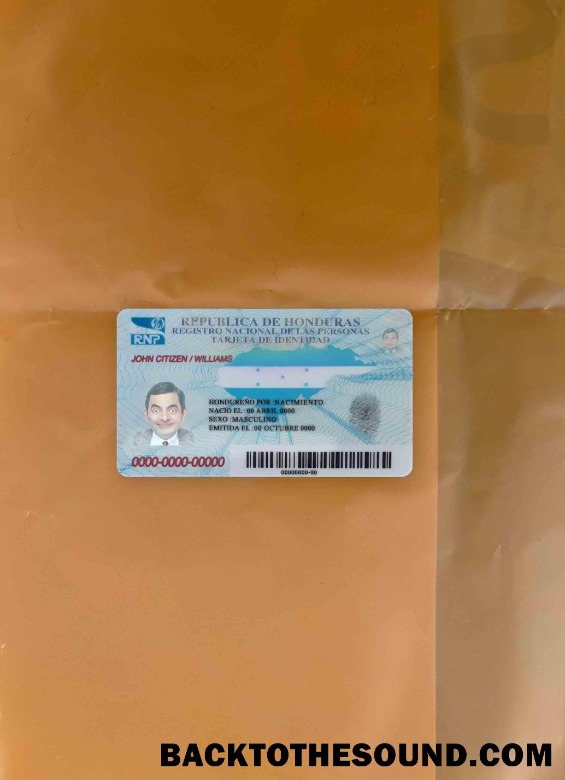 RNP
REPUBLICA DE HONDURAS
REGISTRO NACIONAL DE LAS PERSONAS
TARJETA DE IDENTIDAD
JOHN CITIZEN / WILLIAMS
HONDUREÑO POR :NACIMIENTO
NACIO EL :00 ABRIL 0000
SEXO :MASCULINO
EMITIDA EL :00 OCTUBRE 0000
0000-0000-00000
00000000-00
BACKTOTHESOUND.COM